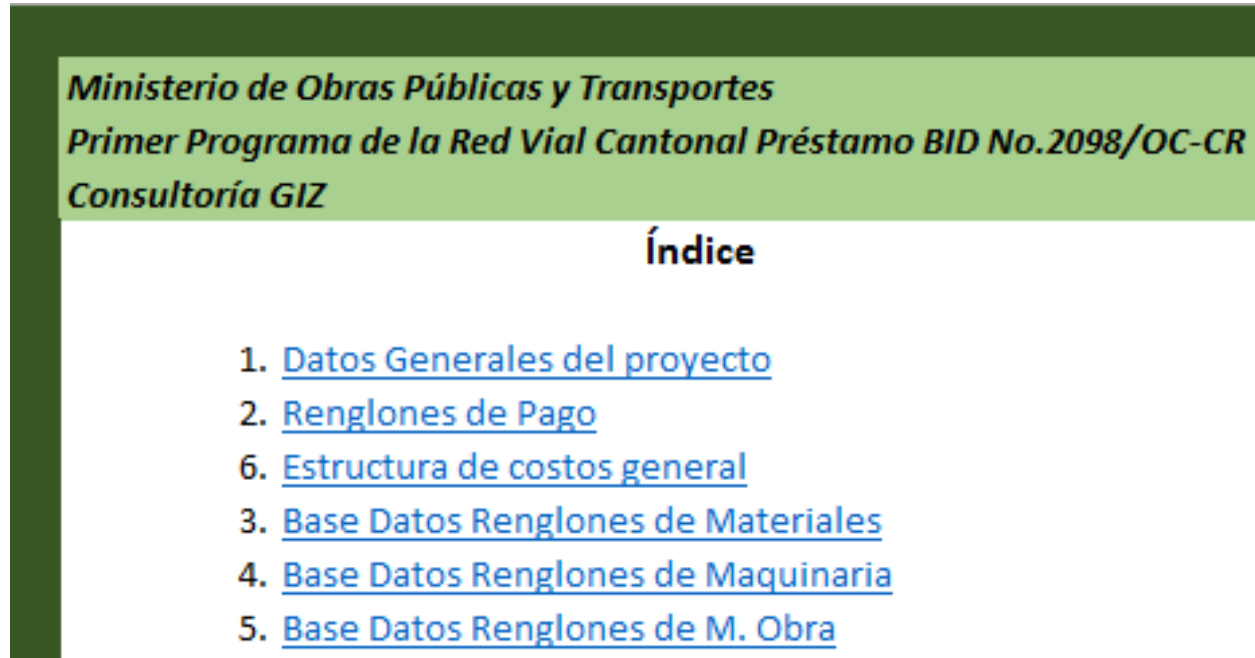 Ministerio de Obras Públicas y Transportes
Primer Programa de la Red Vial Cantonal Préstamo BID No.2098/OC-CR
Consultoría GIZ
Índice
1. Datos Generales del proyecto
2. Renglones de Pago
6. Estructura de costos general
3. Base Datos Renglones de Materiales
4. Base Datos Renglones de Maquinaria
5. Base Datos Renglones de M. Obra